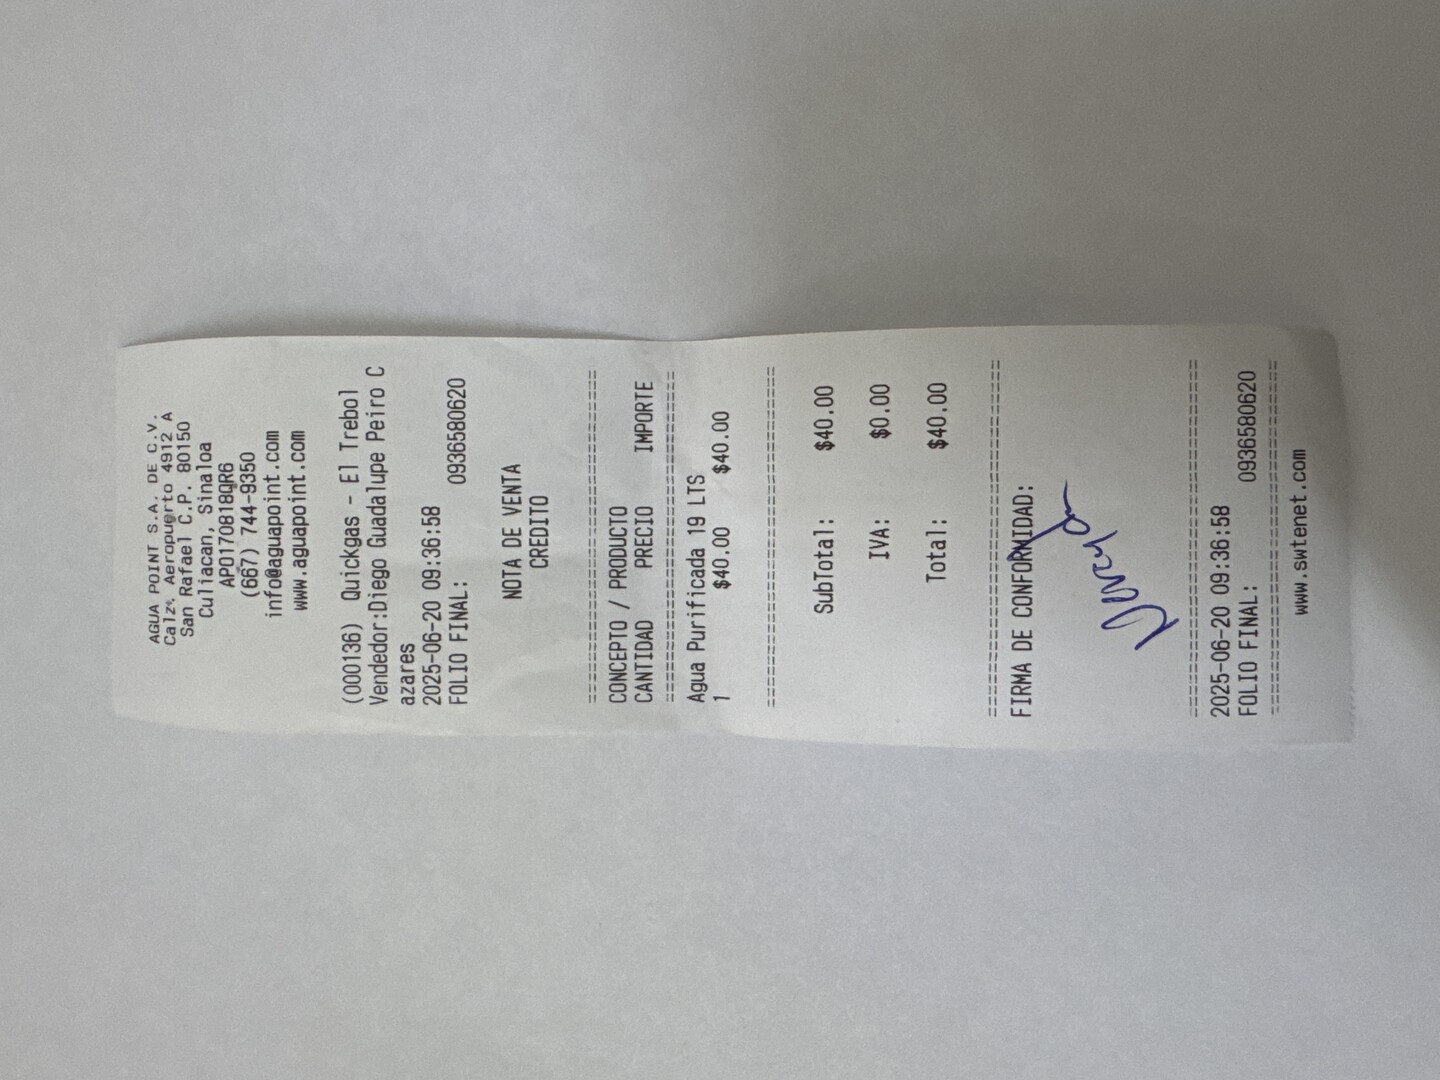 AGUA POINT S.A. DE C.V.
Calz. Aeropuerto 4912 A
San Rafael C.P. 80150
Culiacan, Sinaloa
APO170818QR6
(667) 744-9350
info@aguapoint.com
www.aguapoint.com
(000136) Quickgas - El Trebol
Vendedor:Diego Guadalupe Peiro C
azares
2025-06-20 09:36:58
FOLIO FINAL: 0936580620
NOTA DE VENTA
CREDITO
================================
CONCEPTO / PRODUCTO
CANTIDAD PRECIO IMPORTE
================================
Agua Purificada 19 LTS
1 $40.00 $40.00
================================
SubTotal: $40.00
IVA: $0.00
Total: $40.00
================================
FIRMA DE CONFORMIDAD:
================================
2025-06-20 09:36:58
FOLIO FINAL: 0936580620
================================
www.swtenet.com